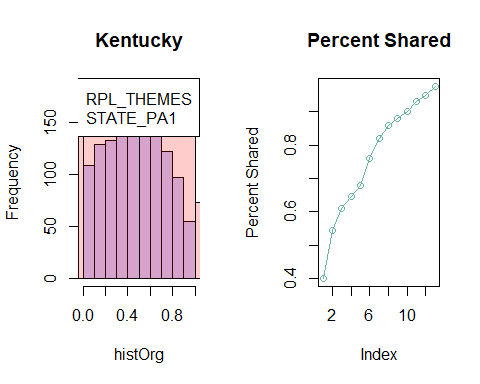 Kentucky
RPL_THEMES
STATE_PA1
Frequency
0 50 100 150
0.0 0.4 0.8
histOrg
Percent Shared
Percent Shared
0.4 0.6 0.8
2 6 10
Index